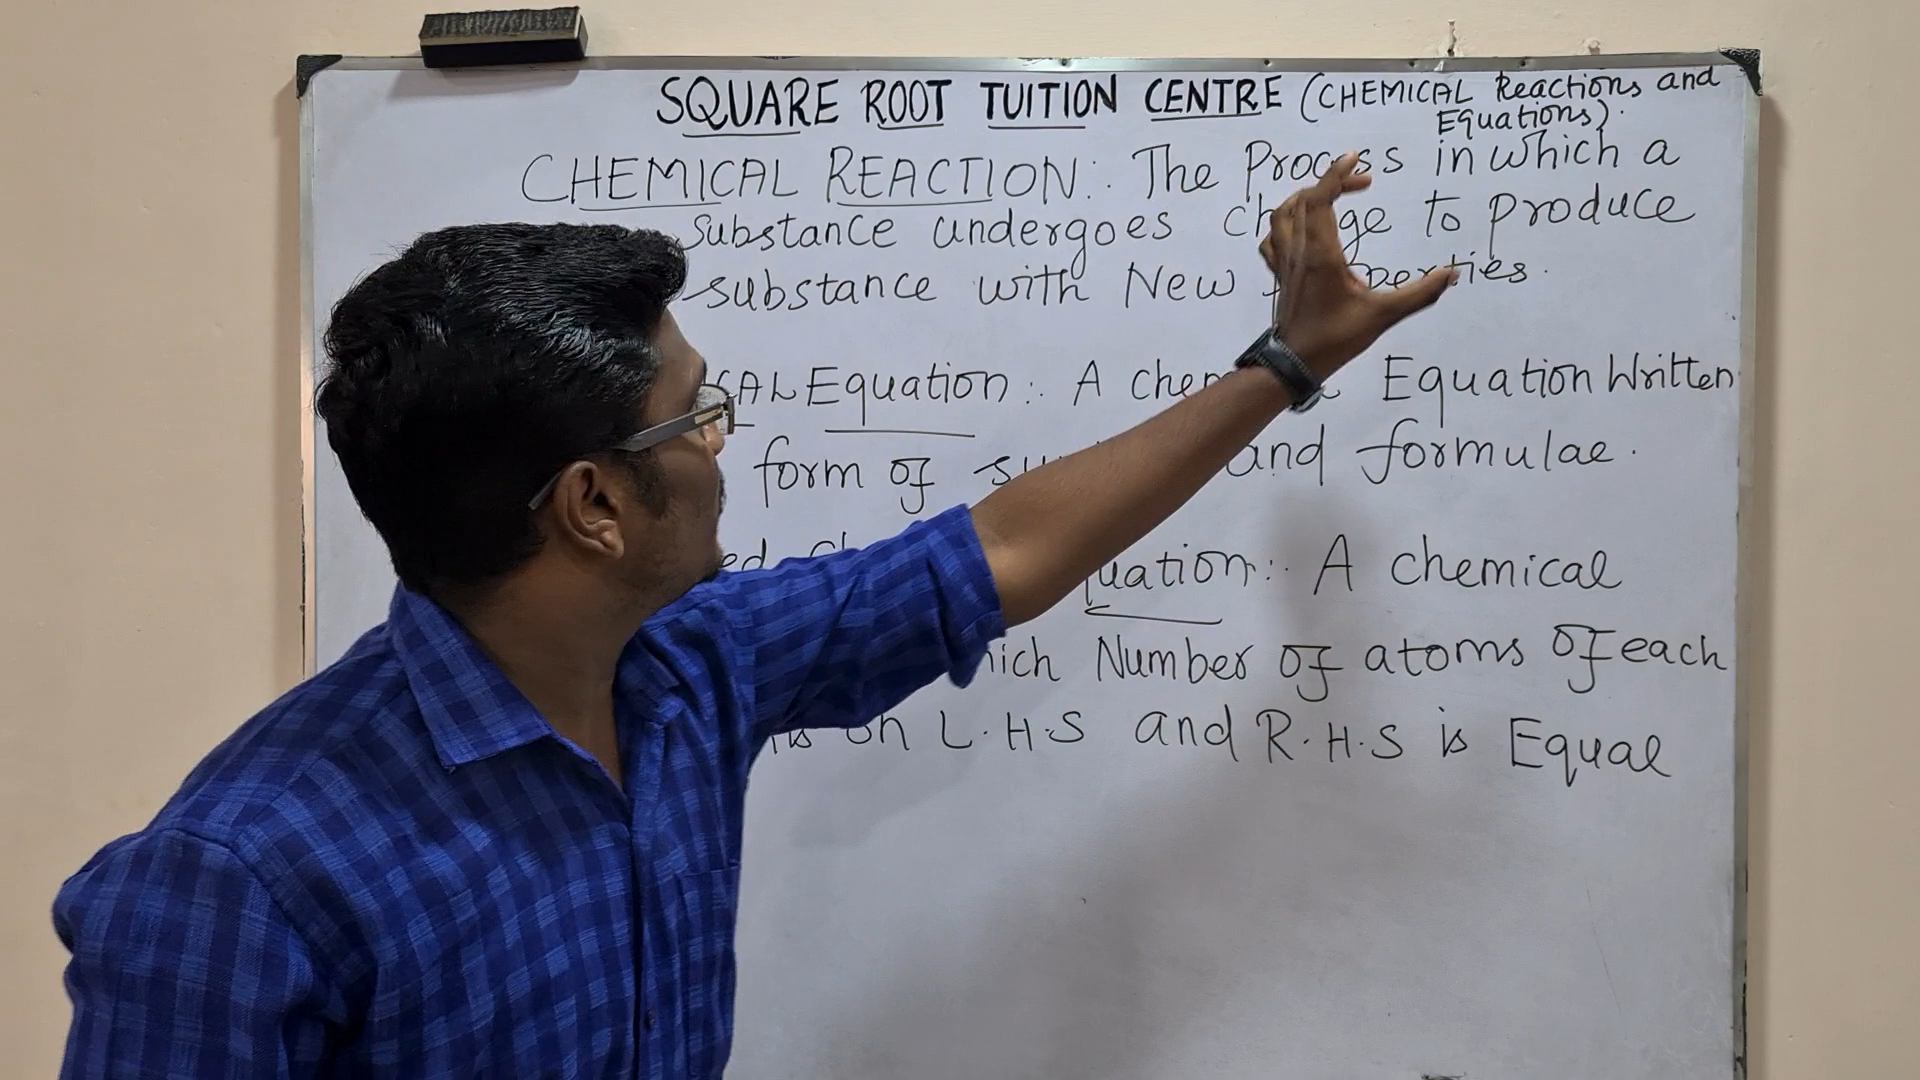 SQUARE ROOT TUITION CENTRE (CHEMICAL Reactions and
Equations).
CHEMICAL REACTION:. The Process in which a
substance undergoes change to produce
substance with New Properties.
Equation:. A Equation Written
form of and formulae.
A chemical
Number of atoms of each
on L.H.S and R.H.S is Equal